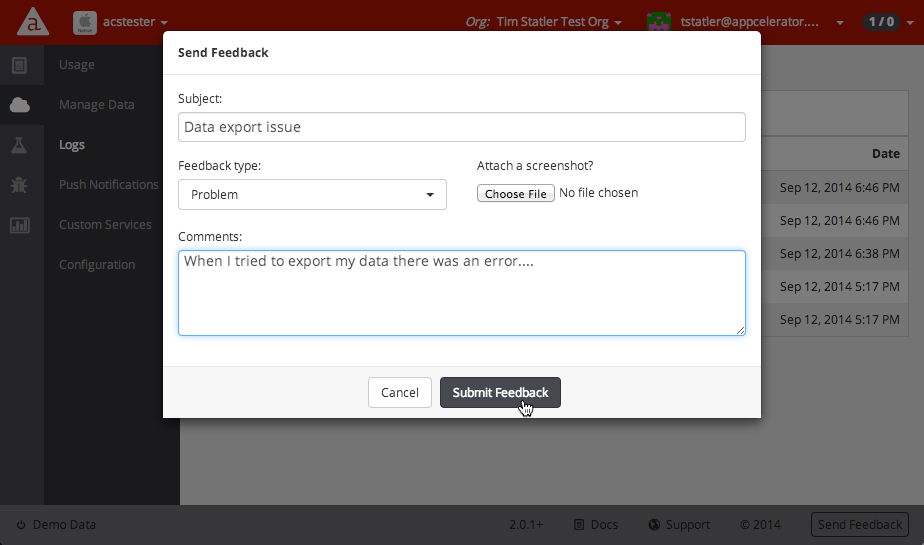 a.
Native
acstester
Org: Tim Statler Test Org
tstatler@appcelerator....
1 / 0
Usage
Manage Data
Logs
Push Notifications
Custom Services
Configuration
Send Feedback
Subject:
Data export issue
Feedback type:
Problem
Attach a screenshot?
Choose File No file chosen
Comments:
When I tried to export my data there was an error....
Cancel
Submit Feedback
Date
Sep 12, 2014 6:46 PM
Sep 12, 2014 6:46 PM
Sep 12, 2014 6:38 PM
Sep 12, 2014 5:17 PM
Sep 12, 2014 5:17 PM
Demo Data
2.0.1+
Docs
Support
© 2014
Send Feedback